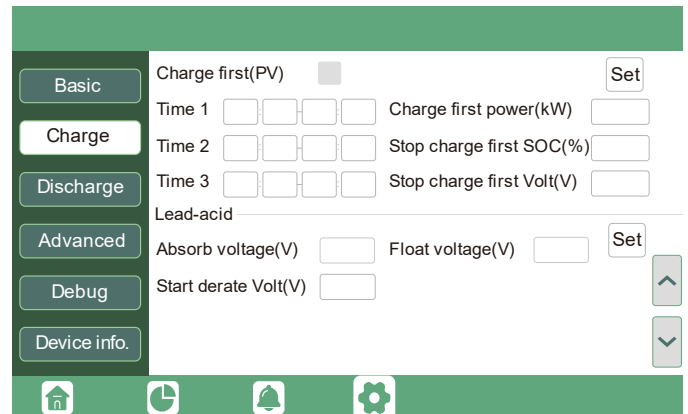 Basic
Charge
Discharge
Advanced
Debug
Device info.
Charge first(PV) Set
Time 1 : - : Charge first power(kW)
Time 2 : - : Stop charge first SOC(%)
Time 3 : - : Stop charge first Volt(V)
Lead-acid
Absorb voltage(V) Float voltage(V) Set
Start derate Volt(V)